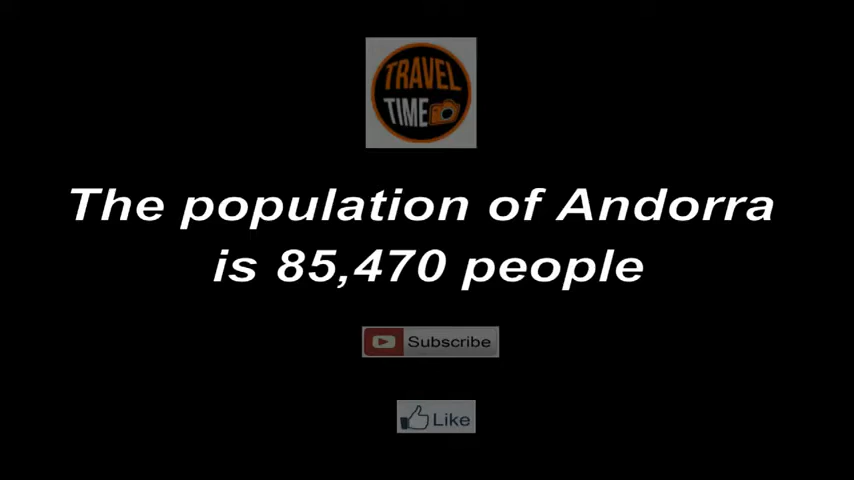 TRAVEL
TIME
The population of Andorra
is 85,470 people
Subscribe
Like